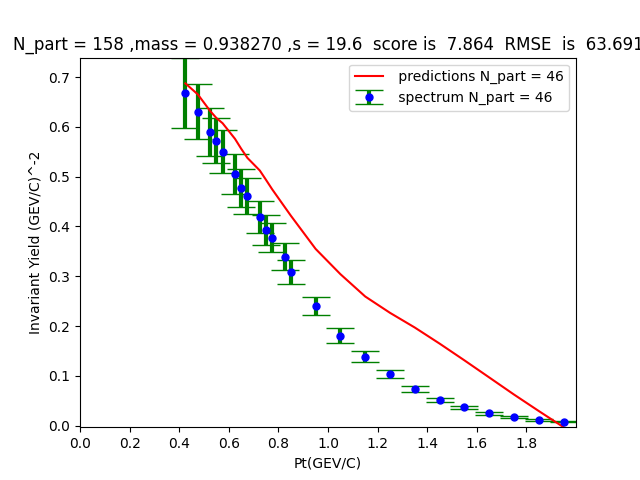 N_part = 158 ,mass = 0.938270 ,s = 19.6  score is  7.864  RMSE  is  63.691
0.7
0.6
0.5
0.4
0.3
0.2
0.1
0.0
Invariant Yield (GEV/C)^-2
predictions N_part = 46
spectrum N_part = 46
0.0 0.2 0.4 0.6 0.8 1.0 1.2 1.4 1.6 1.8
Pt(GEV/C)